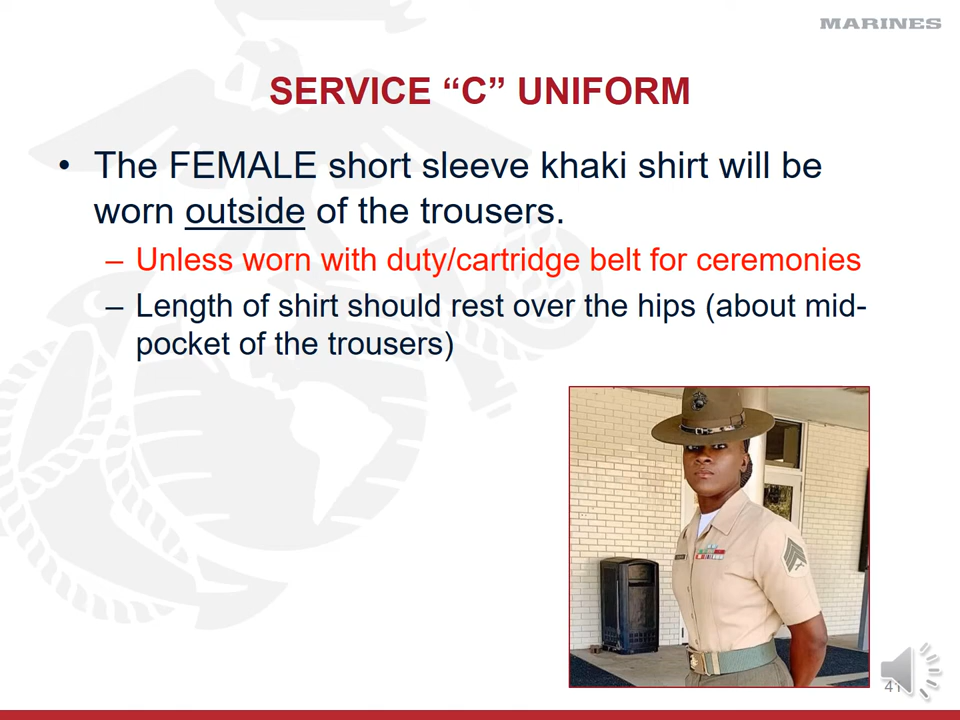 MARINES
SERVICE “C” UNIFORM
• The FEMALE short sleeve khaki shirt will be
worn outside of the trousers.
– Unless worn with duty/cartridge belt for ceremonies
– Length of shirt should rest over the hips (about mid-
pocket of the trousers)
41